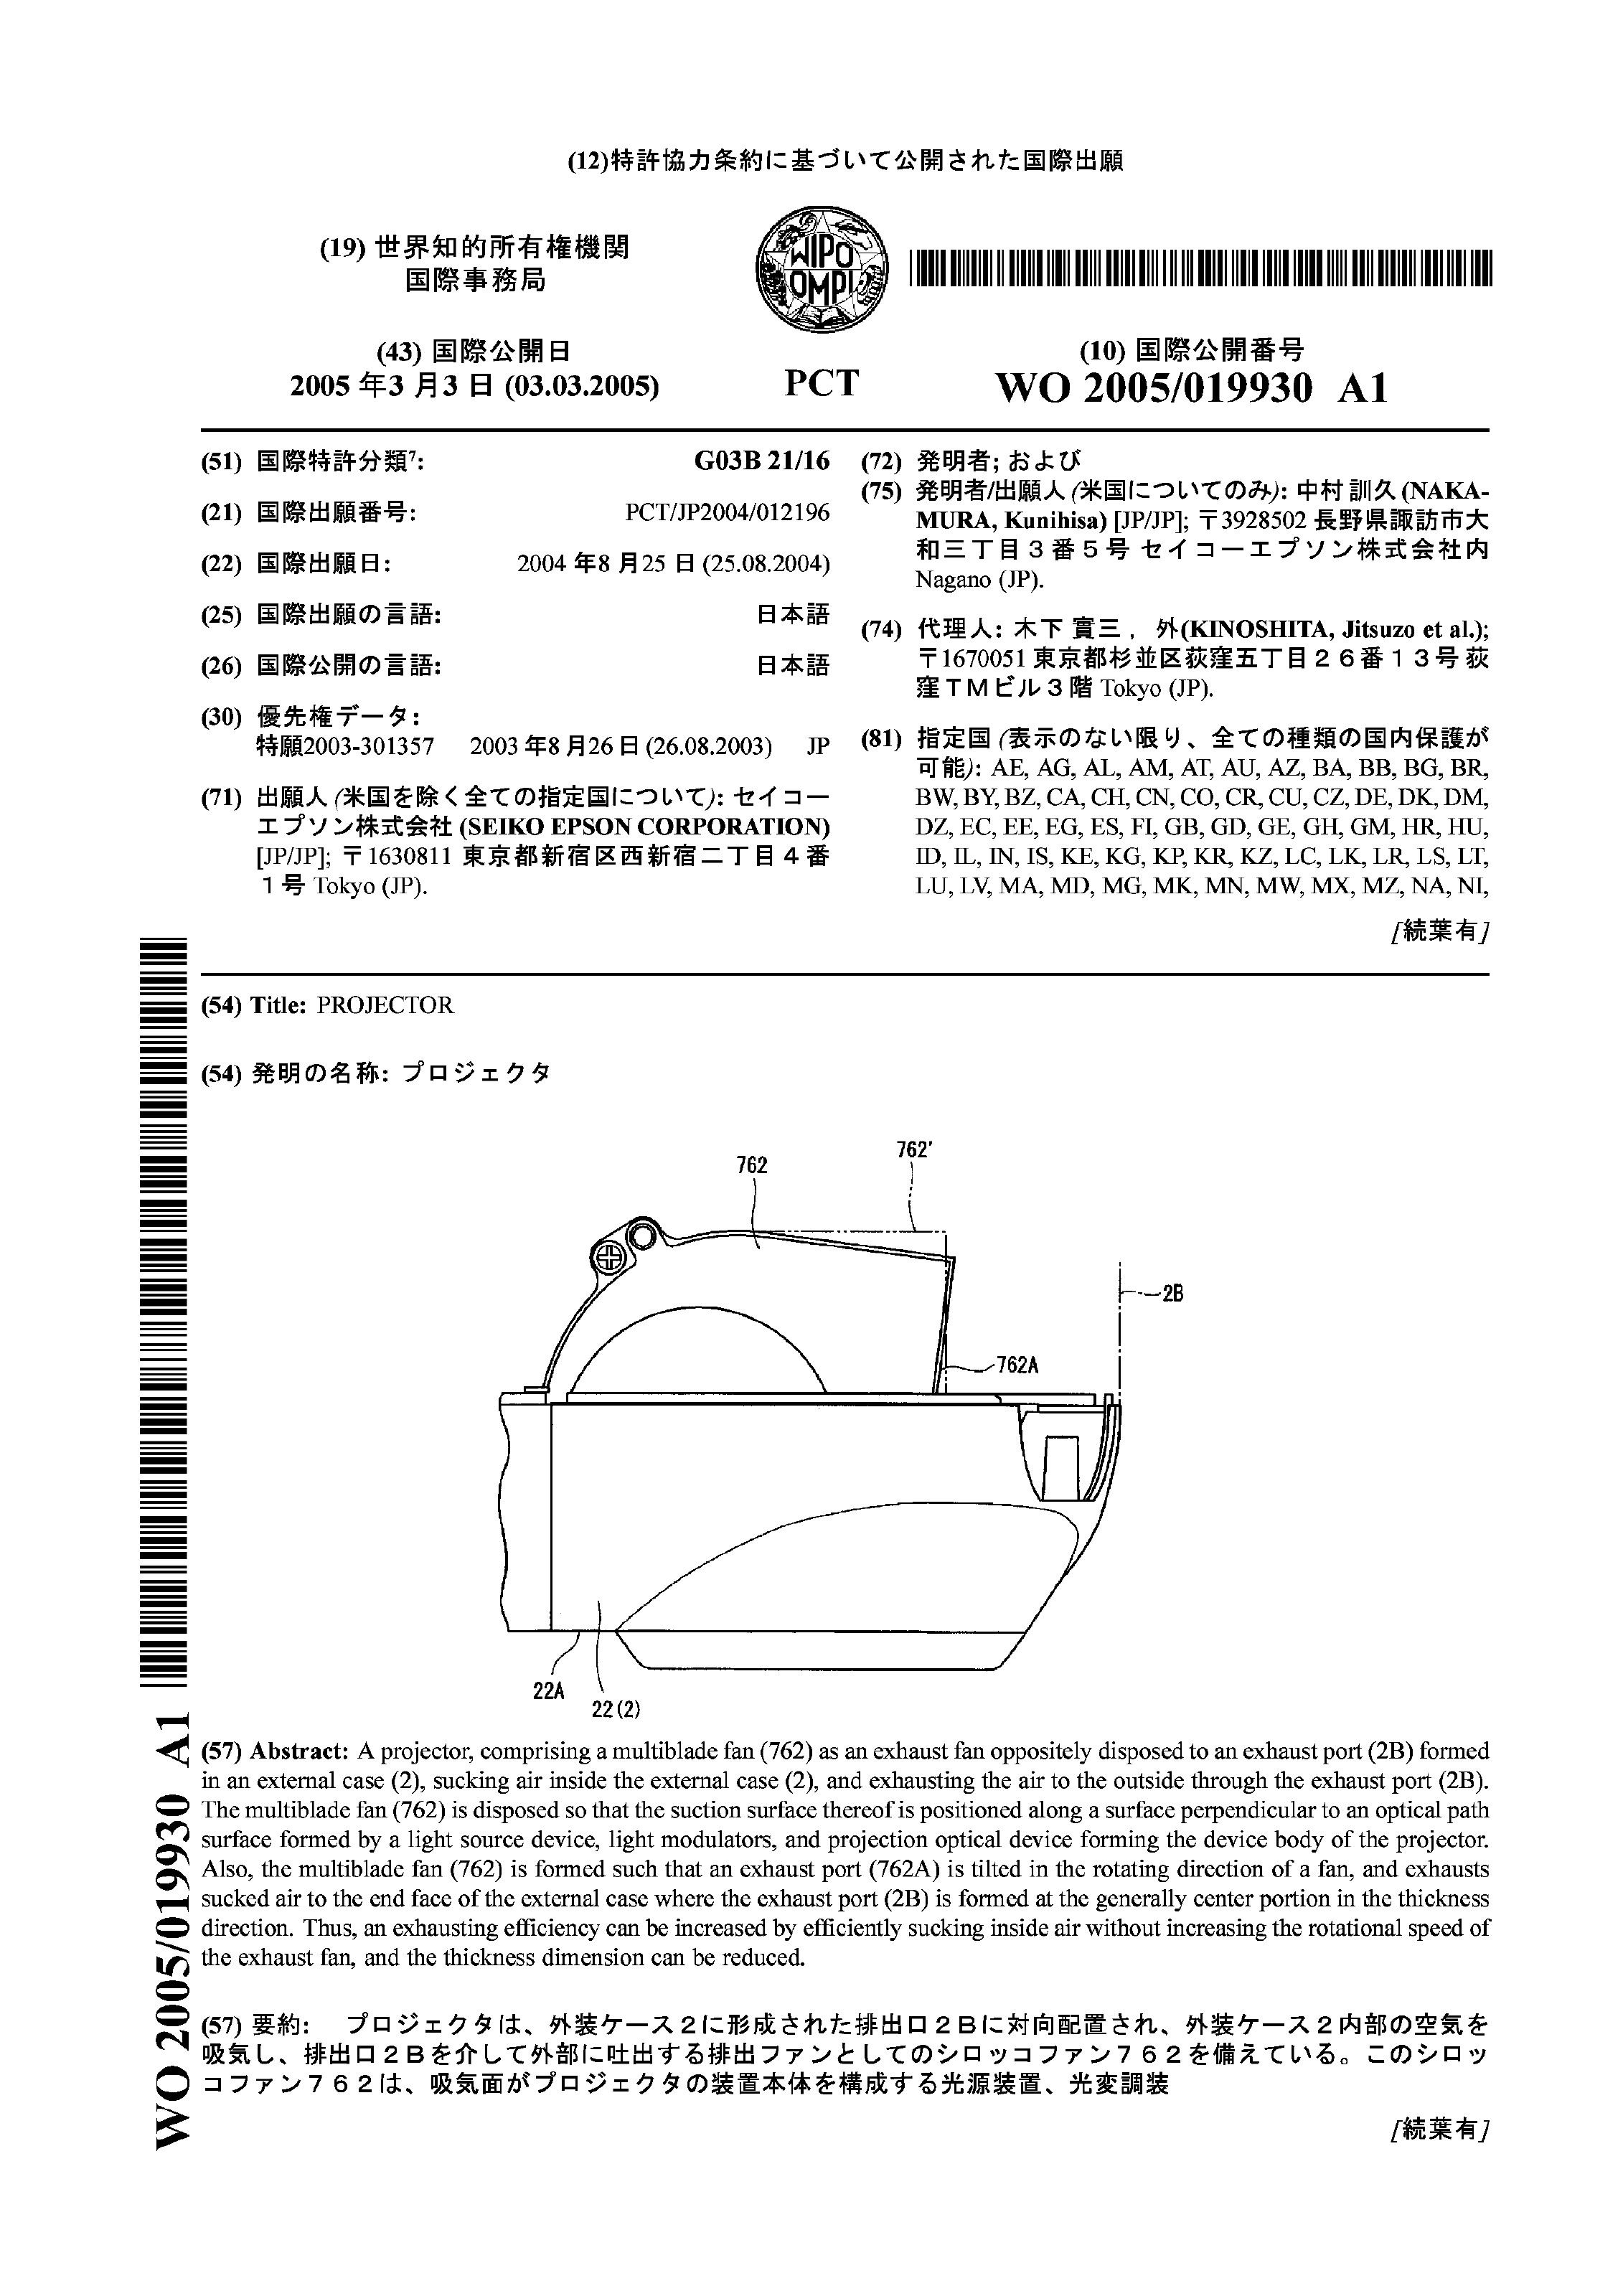 (12)特許協力条約に基づいて公開された国際出願
(19) 世界知的所有権機関
国際事務局
WIPO
OMPI
(43) 国際公開日
2005 年3 月3 日 (03.03.2005)
PCT
(10) 国際公開番号
WO 2005/019930 A1
(51) 国際特許分類7: G03B 21/16
(21) 国際出願番号: PCT/JP2004/012196
(22) 国際出願日: 2004 年8 月25 日 (25.08.2004)
(25) 国際出願の言語: 日本語
(26) 国際公開の言語: 日本語
(30) 優先権データ:
特願2003-301357 2003 年8 月26 日 (26.08.2003) JP
(71) 出願人 (米国を除く全ての指定国について): セイコー
エプソン株式会社 (SEIKO EPSON CORPORATION)
[JP/JP]; 〒1630811 東京都新宿区西新宿二丁目4番
1号 Tokyo (JP).
(72) 発明者; および
(75) 発明者/出願人 (米国についてのみ): 中村 訓久 (NAKA-
MURA, Kunihisa) [JP/JP]; 〒3928502 長野県諏訪市大
和三丁目3番5号 セイコーエプソン株式会社内
Nagano (JP).
(74) 代理人: 木下 實三, 外(KINOSHITA, Jitsuzo et al.);
〒1670051 東京都杉並区荻窪五丁目26番13号 荻
窪TMビル3階 Tokyo (JP).
(81) 指定国 (表示のない限り、全ての種類の国内保護が
可能): AE, AG, AL, AM, AT, AU, AZ, BA, BB, BG, BR,
BW, BY, BZ, CA, CH, CN, CO, CR, CU, CZ, DE, DK, DM,
DZ, EC, EE, EG, ES, FI, GB, GD, GE, GH, GM, HR, HU,
ID, IL, IN, IS, KE, KG, KP, KR, KZ, LC, LK, LR, LS, LT,
LU, LV, MA, MD, MG, MK, MN, MW, MX, MZ, NA, NI,
[続葉有]
(54) Title: PROJECTOR
(54) 発明の名称: プロジェクタ
762
762'
2B
762A
22A
22(2)
(57) Abstract: A projector, comprising a multiblade fan (762) as an exhaust fan oppositely disposed to an exhaust port (2B) formed
in an external case (2), sucking air inside the external case (2), and exhausting the air to the outside through the exhaust port (2B).
The multiblade fan (762) is disposed so that the suction surface thereof is positioned along a surface perpendicular to an optical path
surface formed by a light source device, light modulators, and projection optical device forming the device body of the projector.
Also, the multiblade fan (762) is formed such that an exhaust port (762A) is tilted in the rotating direction of a fan, and exhausts
sucked air to the end face of the external case where the exhaust port (2B) is formed at the generally center portion in the thickness
direction. Thus, an exhausting efficiency can be increased by efficiently sucking inside air without increasing the rotational speed of
the exhaust fan, and the thickness dimension can be reduced.
(57) 要約: プロジェクタは、外装ケース2に形成された排出口2Bに対向配置され、外装ケース2内部の空気を
吸気し、排出口2Bを介して外部に吐出する排出ファンとしてのシロッコファン762を備えている。このシロッ
コファン762は、吸気面がプロジェクタの装置本体を構成する光源装置、光変調装
[続葉有]
WO 2005/019930 A1